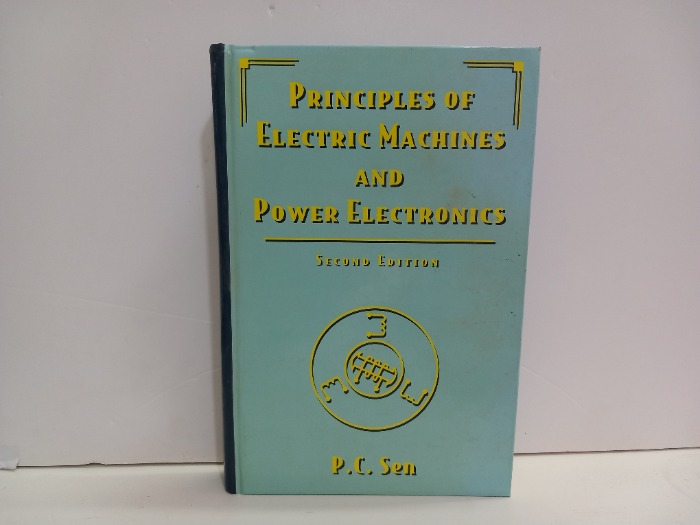 Principles of
Electric Machines
and
Power Electronics
Second Edition
P.C. Sen